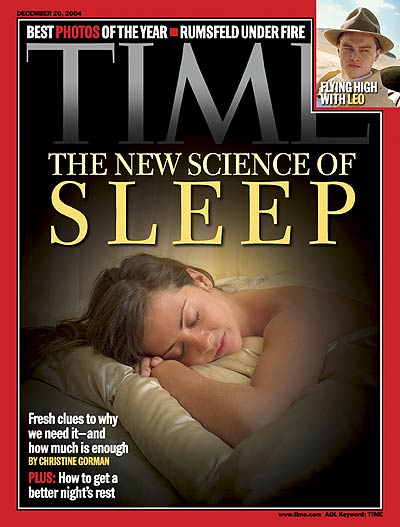 DECEMBER 20, 2004
BEST PHOTOS OF THE YEAR ■ RUMSFELD UNDER FIRE
TIME
FLYING HIGH
WITH LEO
THE NEW SCIENCE OF
SLEEP
Fresh clues to why
we need it—and
how much is enough
BY CHRISTINE GORMAN
PLUS: How to get a
better night's rest
www.time.com AOL Keyword: TIME